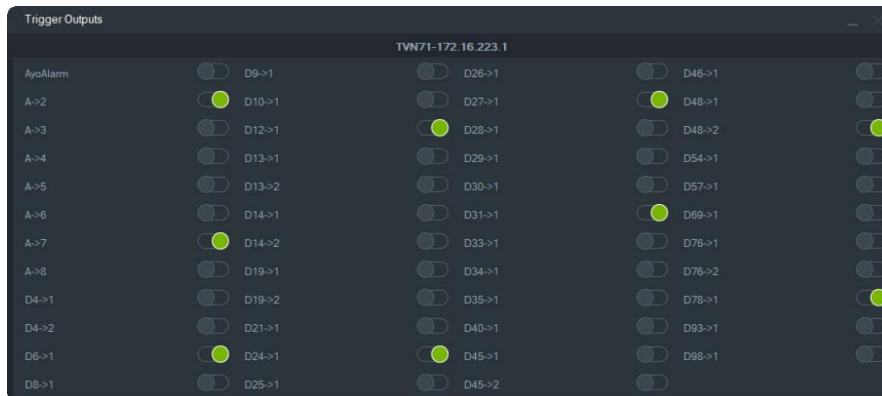 Trigger Outputs
TVN71-172.16.223.1
AyoAlarm D9->1 D26->1 D46->1
A->2 D10->1 D27->1 D48->1
A->3 D12->1 D28->1 D48->2
A->4 D13->1 D29->1 D54->1
A->5 D13->2 D30->1 D57->1
A->6 D14->1 D31->1 D69->1
A->7 D14->2 D33->1 D76->1
A->8 D19->1 D34->1 D76->2
D4->1 D19->2 D35->1 D78->1
D4->2 D21->1 D40->1 D93->1
D6->1 D24->1 D45->1 D98->1
D8->1 D25->1 D45->2